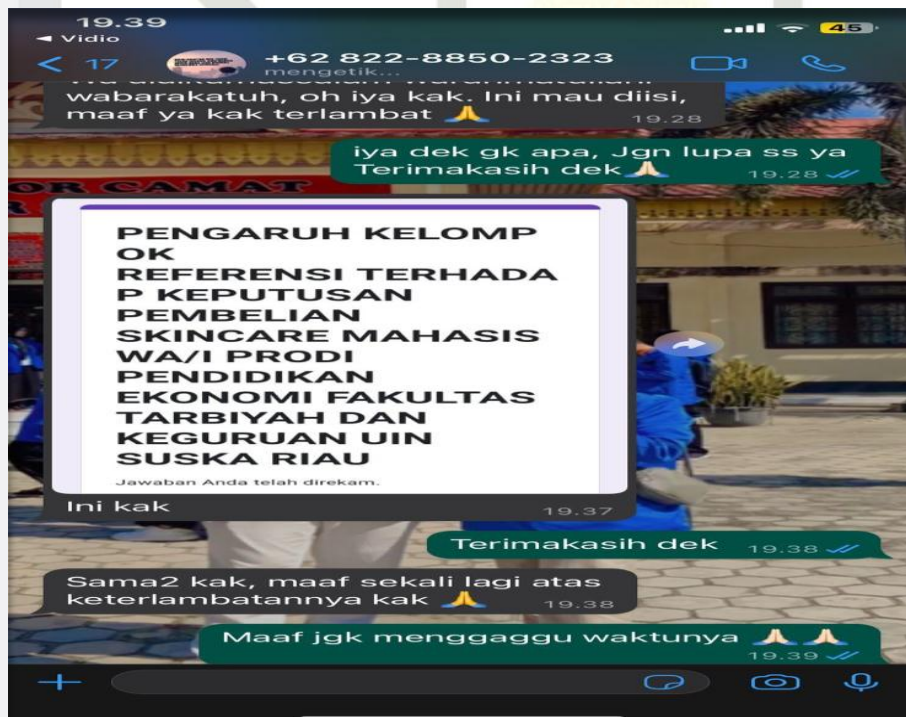 19.39
◄ Vidio
45
17
+62 822-8850-2323
mengetik...
wabarakatuh, oh iya kak. Ini mau diisi,
maaf ya kak terlambat 🙏🏻
19.28
iya dek gk apa, Jgn lupa ss ya
Terimakasih dek🙏🏻
19.28
OR CAMAT
PENGARUH KELOMP
OK
REFERENSI TERHADA
P KEPUTUSAN
PEMBELIAN
SKINCARE MAHASIS
WA/I PRODI
PENDIDIKAN
EKONOMI FAKULTAS
TARBIYAH DAN
KEGURUAN UIN
SUSKA RIAU
Jawaban Anda telah direkam.
Ini kak
19.37
Terimakasih dek
19.38
Sama2 kak, maaf sekali lagi atas
keterlambatannya kak 🙏🏻
19.38
Maaf jgk menggaggu waktunya 🙏🏻🙏🏻
19.39